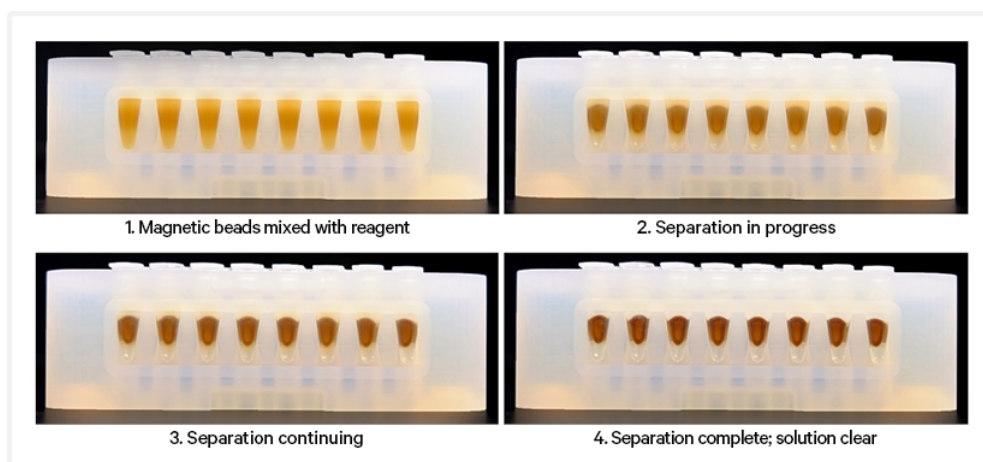 1. Magnetic beads mixed with reagent
2. Separation in progress
3. Separation continuing
4. Separation complete; solution clear